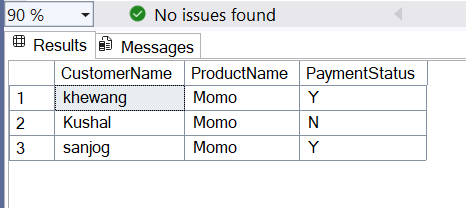 90 % No issues found
Results Messages
CustomerName ProductName PaymentStatus
1 khewang Momo Y
2 Kushal Momo N
3 sanjog Momo Y